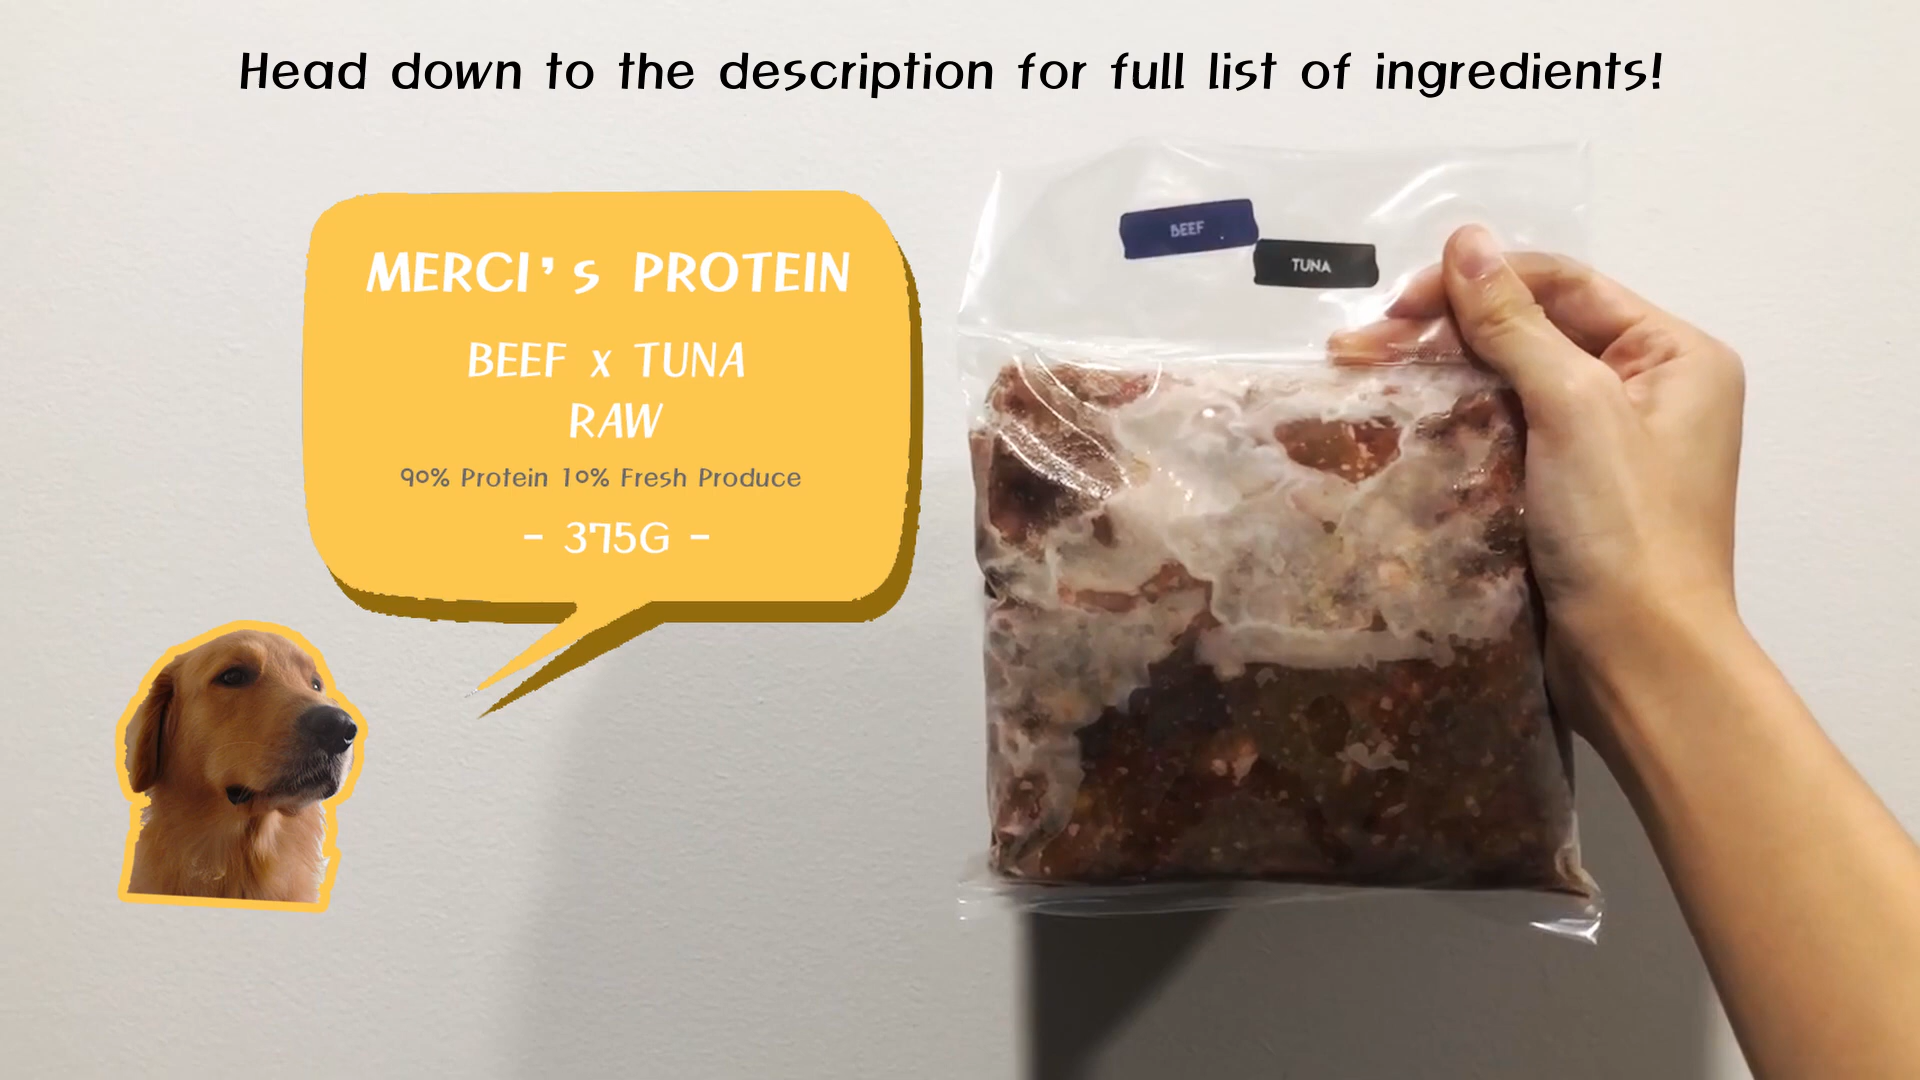 Head down to the description for full list of ingredients!
MERCI's PROTEIN
BEEF x TUNA
RAW
90% Protein 10% Fresh Produce
- 375G -
BEEF
TUNA